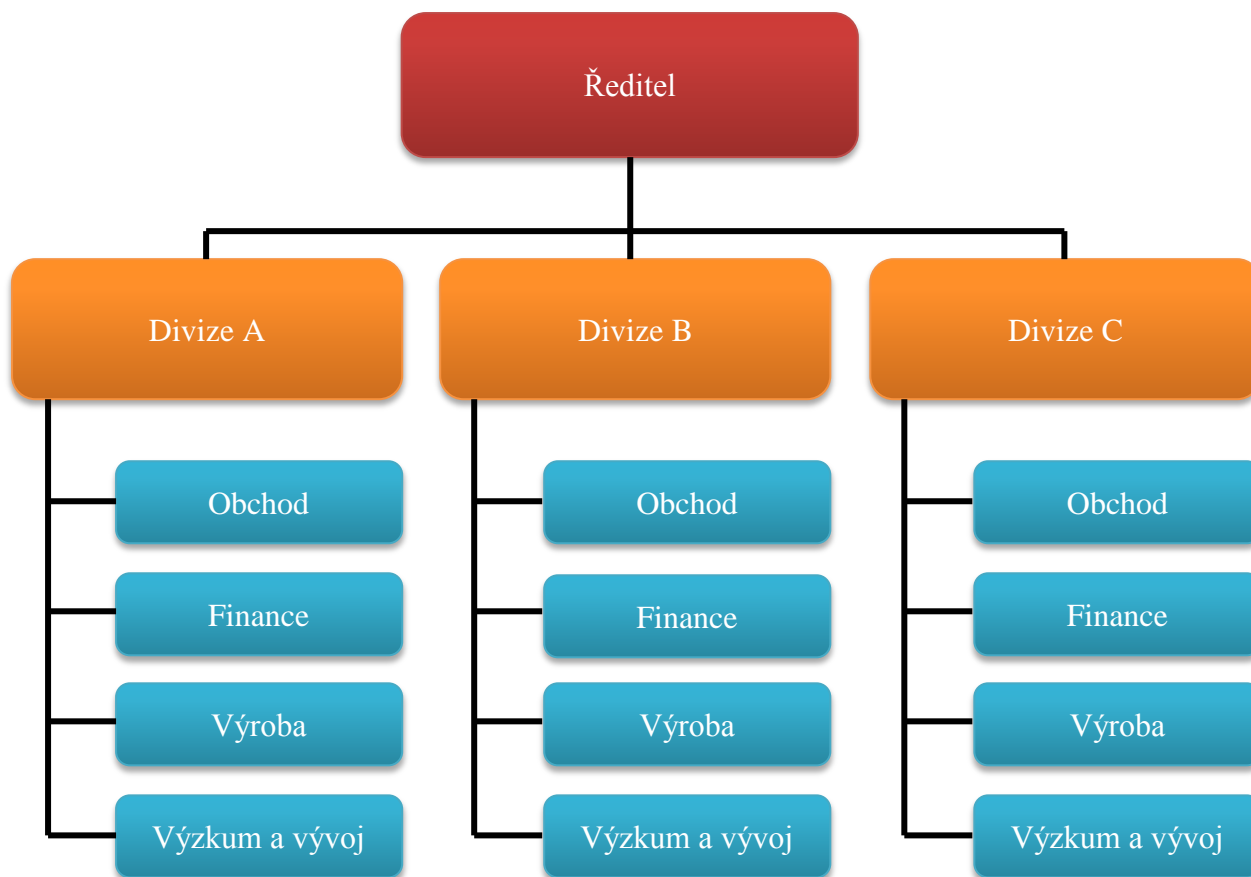 Ředitel
Divize A
Divize B
Divize C
Obchod
Obchod
Obchod
Finance
Finance
Finance
Výroba
Výroba
Výroba
Výzkum a vývoj
Výzkum a vývoj
Výzkum a vývoj